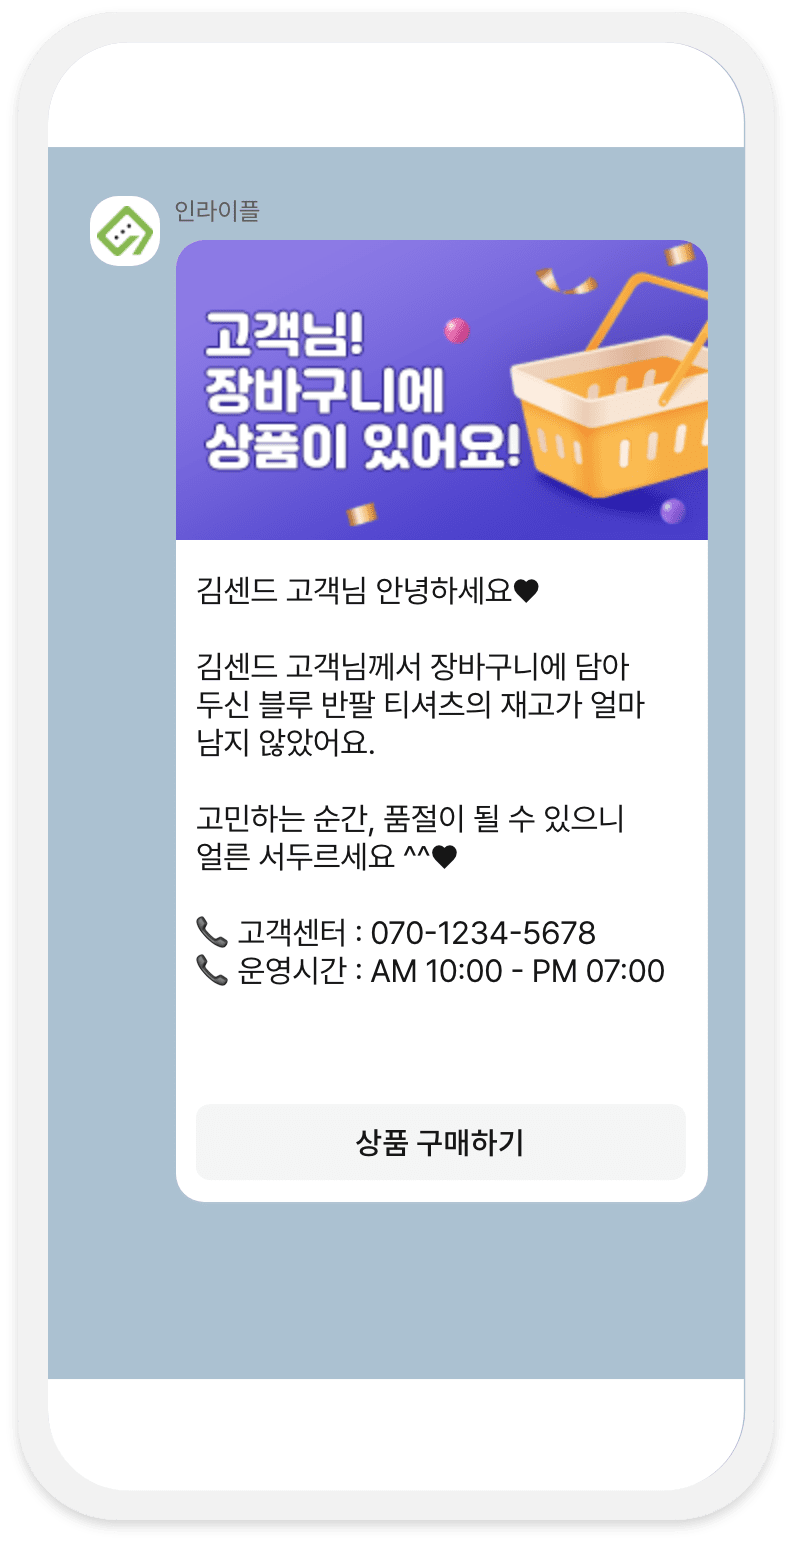 인라이플
고객님!
장바구니에
상품이 있어요!
김센드 고객님 안녕하세요♥
김센드 고객님께서 장바구니에 담아
두신 블루 반팔 티셔츠의 재고가 얼마
남지 않았어요.
고민하는 순간, 품절이 될 수 있으니
얼른 서두르세요 ^^♥
📞 고객센터 : 070-1234-5678
📞 운영시간 : AM 10:00 - PM 07:00
상품 구매하기